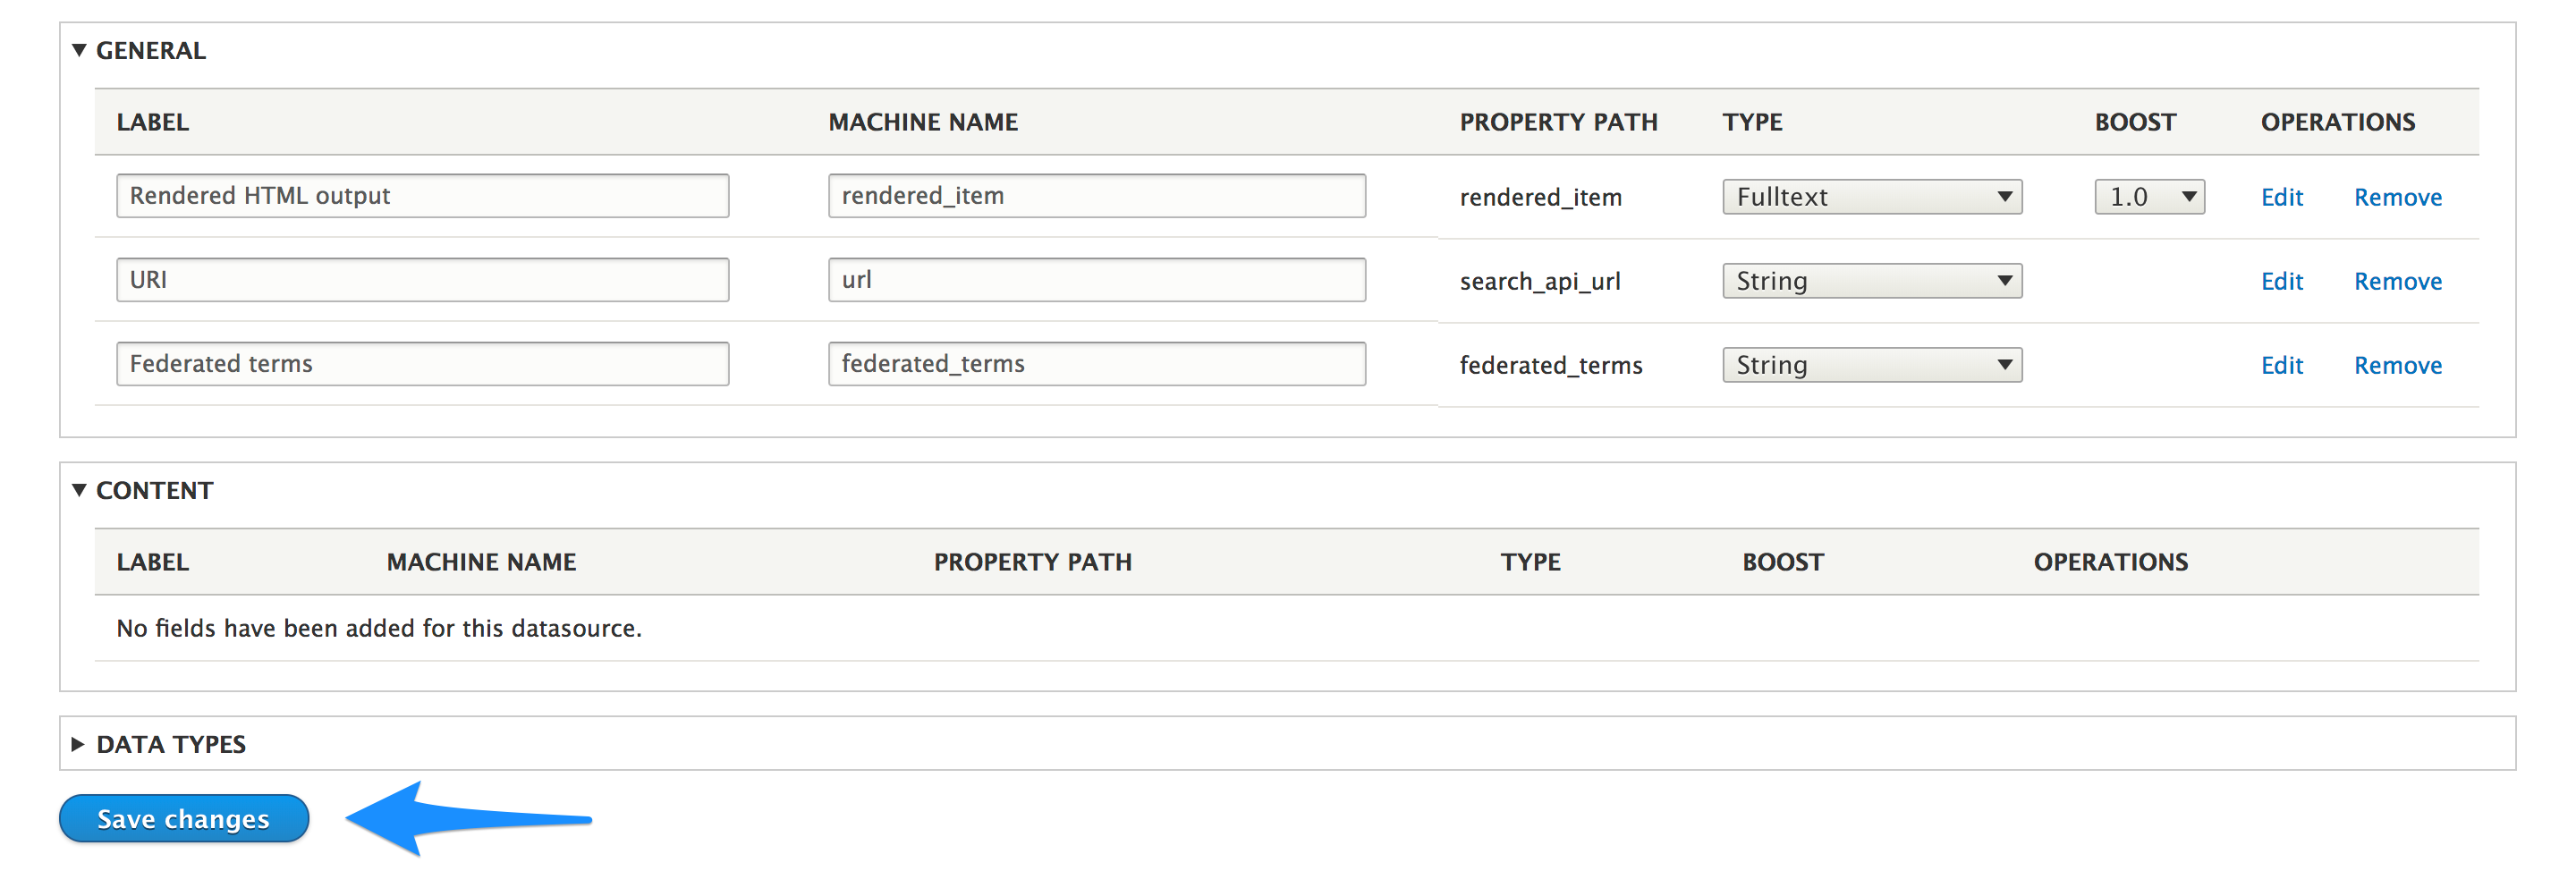 GENERAL
LABEL MACHINE NAME PROPERTY PATH TYPE BOOST OPERATIONS
Rendered HTML output rendered_item rendered_item Fulltext 1.0 Edit Remove
URI url search_api_url String Edit Remove
Federated terms federated_terms federated_terms String Edit Remove
CONTENT
LABEL MACHINE NAME PROPERTY PATH TYPE BOOST OPERATIONS
No fields have been added for this datasource.
DATA TYPES
Save changes